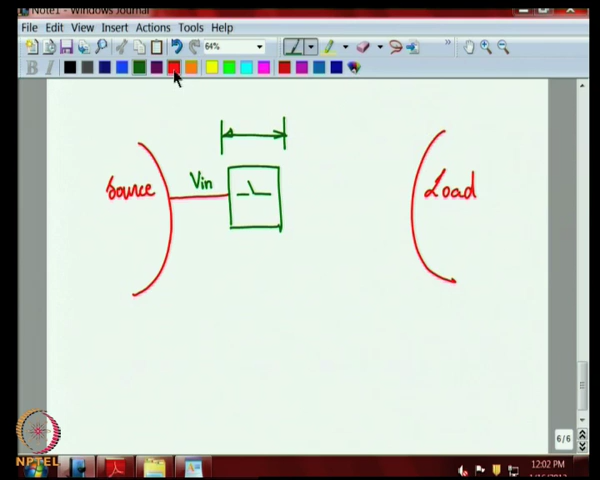 Note1 - Windows Journal
File Edit View Insert Actions Tools Help
64%
B I
Source
Vin
Load
6/6
NPTEL
12:02 PM